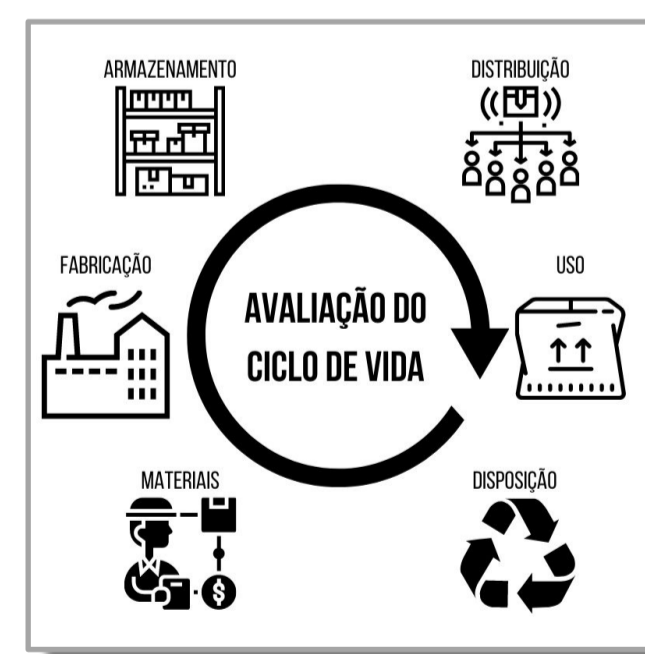 ARMAZENAMENTO
DISTRIBUIÇÃO
FABRICAÇÃO
USO
AVALIAÇÃO DO
CICLO DE VIDA
MATERIAIS
DISPOSIÇÃO
$